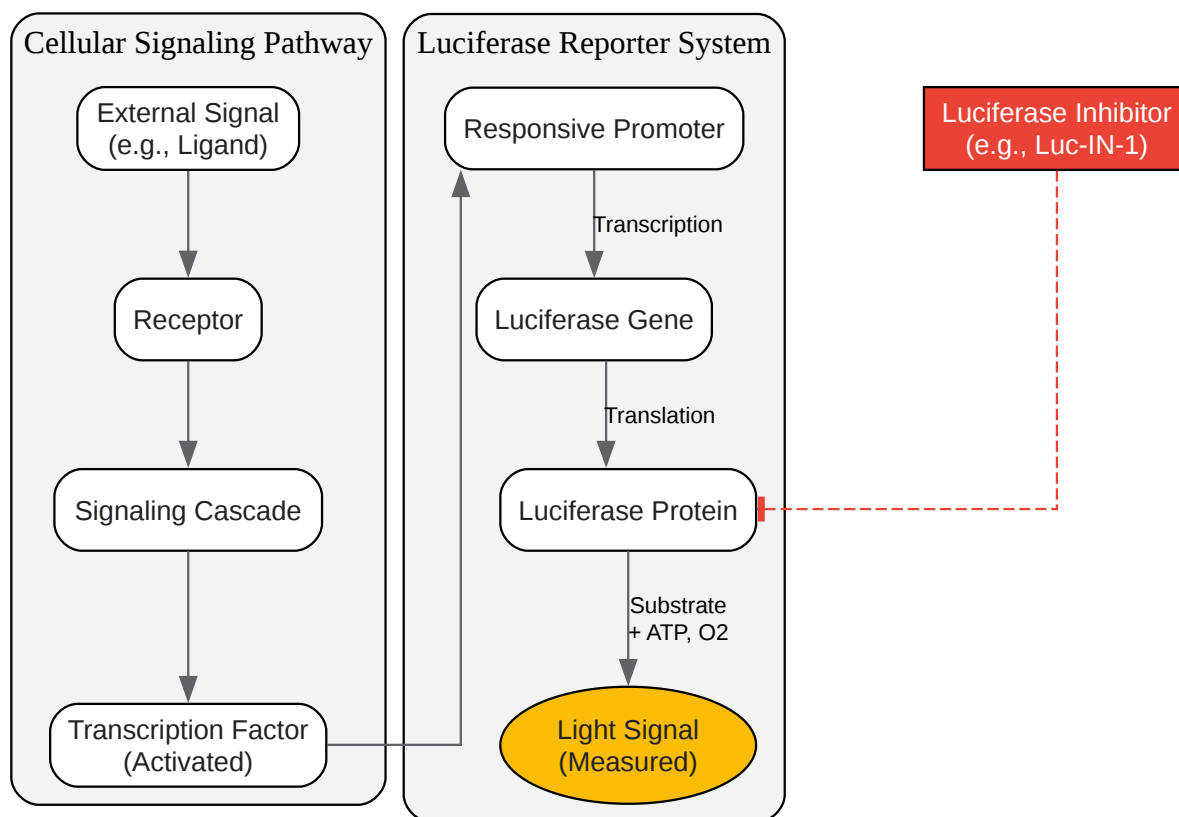 Cellular Signaling Pathway
External Signal
(e.g., Ligand)
Receptor
Signaling Cascade
Transcription Factor
(Activated)
Luciferase Reporter System
Responsive Promoter
Transcription
Luciferase Gene
Translation
Luciferase Protein
Substrate
+ ATP, O2
Light Signal
(Measured)
Luciferase Inhibitor
(e.g., Luc-IN-1)